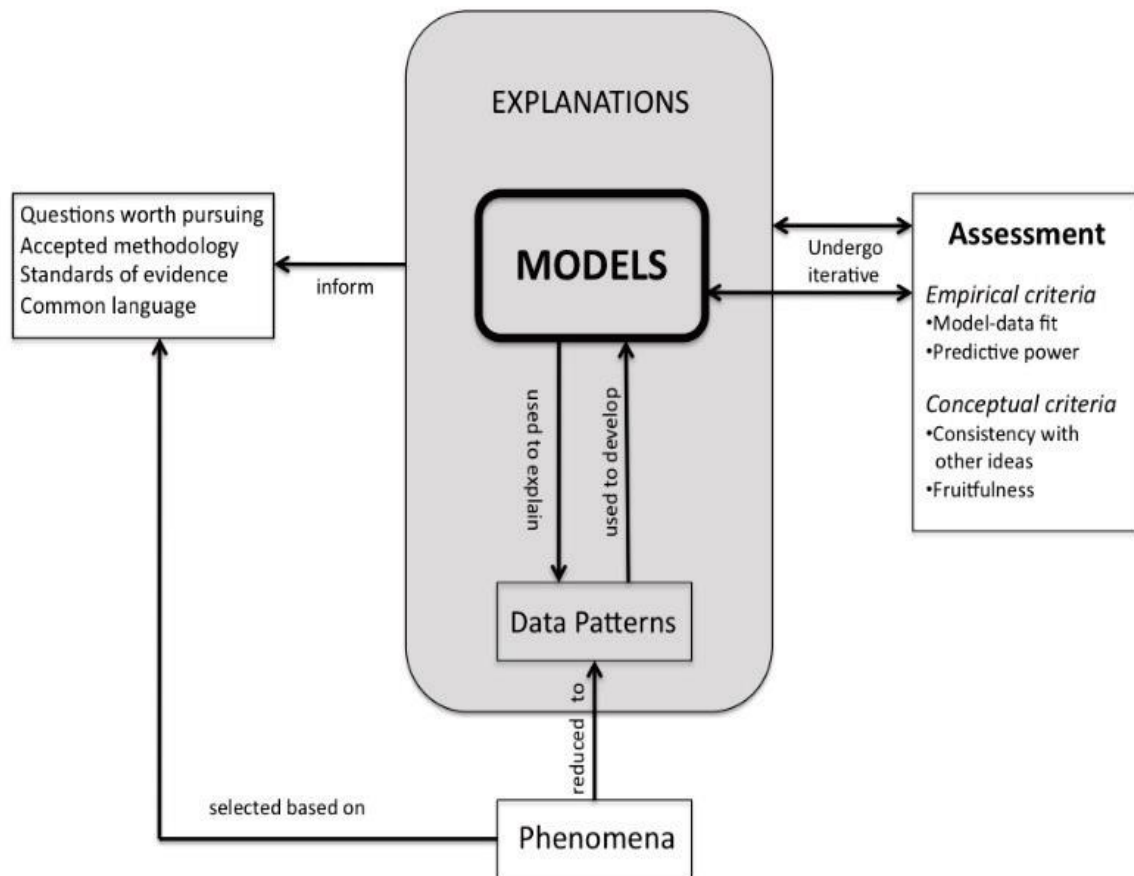 EXPLANATIONS
Questions worth pursuing
Accepted methodology
Standards of evidence
Common language
inform
MODELS
Undergo
iterative
Assessment
Empirical criteria
•Model-data fit
•Predictive power
Conceptual criteria
•Consistency with
other ideas
•Fruitfulness
used to explain
used to develop
Data Patterns
reduced to
selected based on
Phenomena